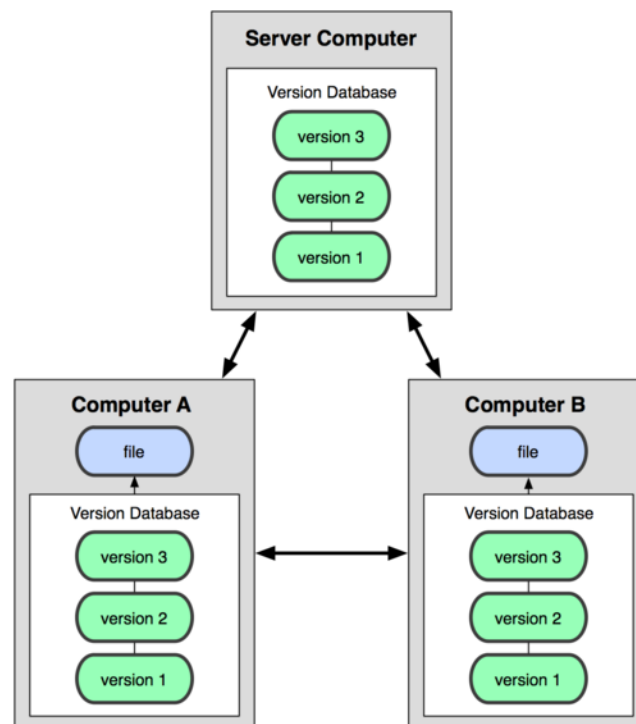 Server Computer
Version Database
version 3
version 2
version 1
Computer A
file
Version Database
version 3
version 2
version 1
Computer B
file
Version Database
version 3
version 2
version 1